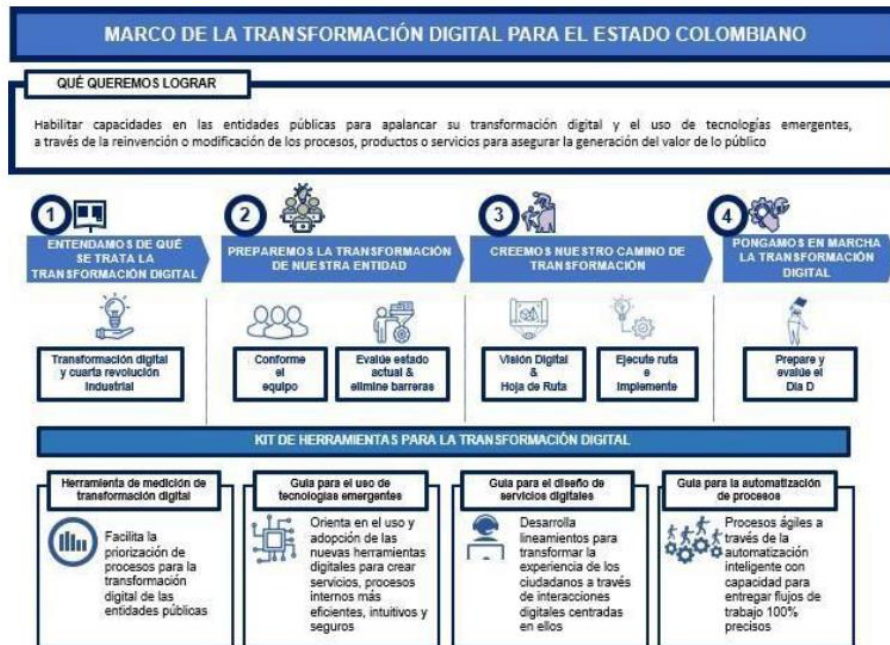 MARCO DE LA TRANSFORMACIÓN DIGITAL PARA EL ESTADO COLOMBIANO
QUÉ QUEREMOS LOGRAR
Habilitar capacidades en las entidades públicas para apalancar su transformación digital y el uso de tecnologías emergentes,
a través de la reinvención o modificación de los procesos, productos o servicios para asegurar la generación del valor de lo público
1
ENTENDAMOS DE QUÉ
SE TRATA LA
TRANSFORMACIÓN DIGITAL
2
PREPAREMOS LA TRANSFORMACIÓN
DE NUESTRA ENTIDAD
3
CREEMOS NUESTRO CAMINO DE
TRANSFORMACIÓN
4
PONGAMOS EN MARCHA
LA TRANSFORMACIÓN
DIGITAL
Transformación digital
y cuarta revolución
industrial
Conforme
el
equipo
Evalúe estado
actual &
elimine barreras
Visión Digital
&
Hoja de Ruta
Ejecute ruta
e
implemente
Prepare y
evalúe el
Día D
KIT DE HERRAMIENTAS PARA LA TRANSFORMACIÓN DIGITAL
Herramienta de medición de
transformación digital
Facilita la
priorización de
procesos para la
transformación
digital de las
entidades públicas
Guía para el uso de
tecnologías emergentes
Orienta en el uso y
adopción de las
nuevas herramientas
digitales para crear
servicios, procesos
internos más
eficientes, intuitivos y
seguros
Guía para el diseño de
servicios digitales
Desarrolla
lineamientos para
transformar la
experiencia de los
ciudadanos a través
de interacciones
digitales centradas
en ellos
Guía para la automatización
de procesos
Procesos ágiles a
través de la
automatización
inteligente con
capacidad para
entregar flujos de
trabajo 100%
precisos